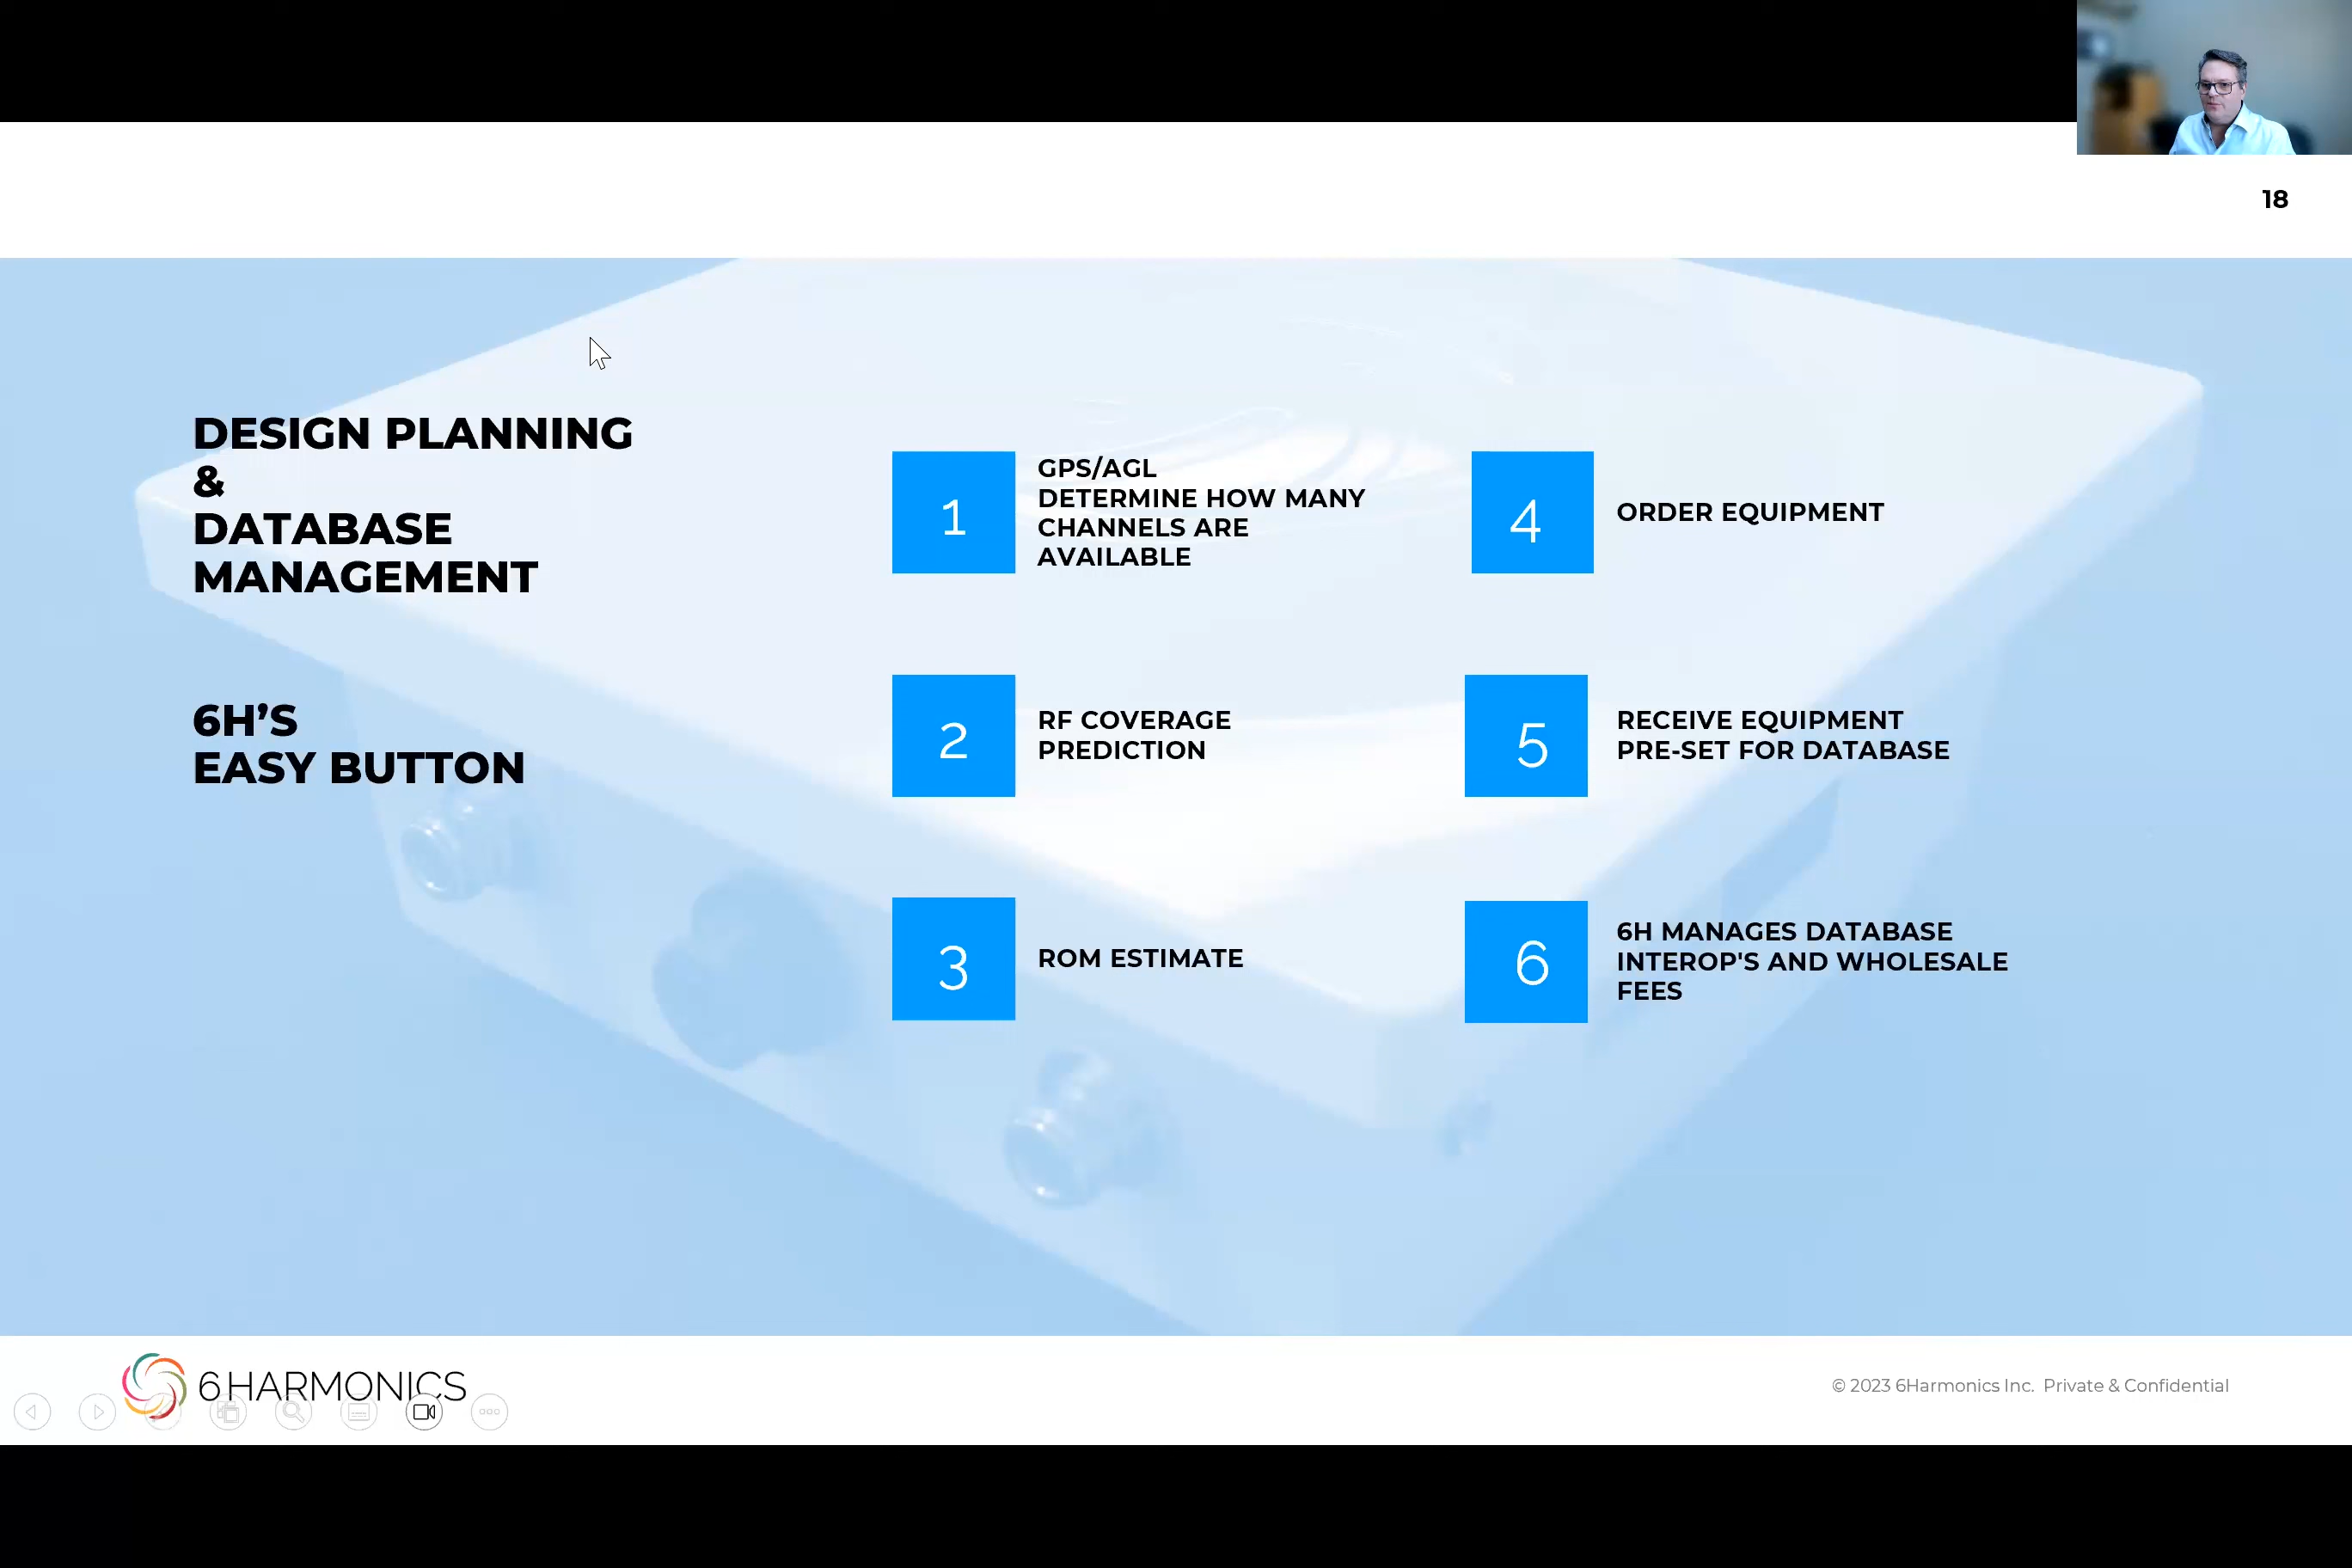 18
DESIGN PLANNING
&
DATABASE
MANAGEMENT
6H’S
EASY BUTTON
1
GPS/AGL
DETERMINE HOW MANY
CHANNELS ARE
AVAILABLE
2
RF COVERAGE
PREDICTION
3
ROM ESTIMATE
4
ORDER EQUIPMENT
5
RECEIVE EQUIPMENT
PRE-SET FOR DATABASE
6
6H MANAGES DATABASE
INTEROP'S AND WHOLESALE
FEES
6HARMONICS
© 2023 6Harmonics Inc. Private & Confidential